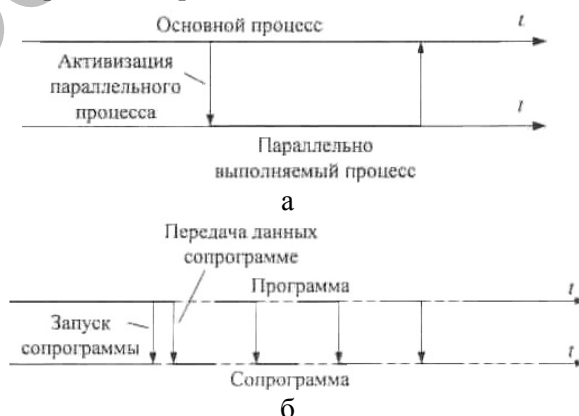 Основной процесс
t
Активизация
параллельного
процесса
t
Параллельно
выполняемый процесс
а
Передача данных
сопрограмме
Программа
t
Запуск
сопрограммы
t
Сопрограмма
б